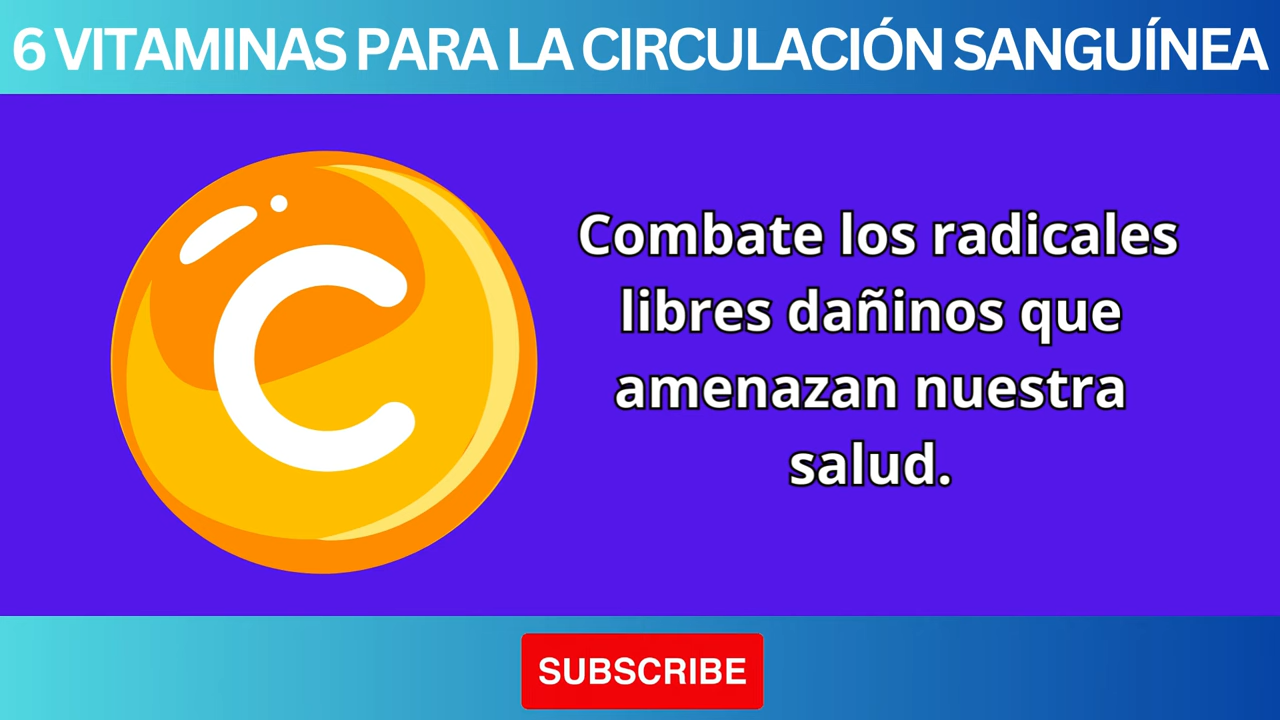 6 VITAMINAS PARA LA CIRCULACIÓN SANGUÍNEA
C
Combate los radicales
libres dañinos que
amenazan nuestra
salud.
SUBSCRIBE